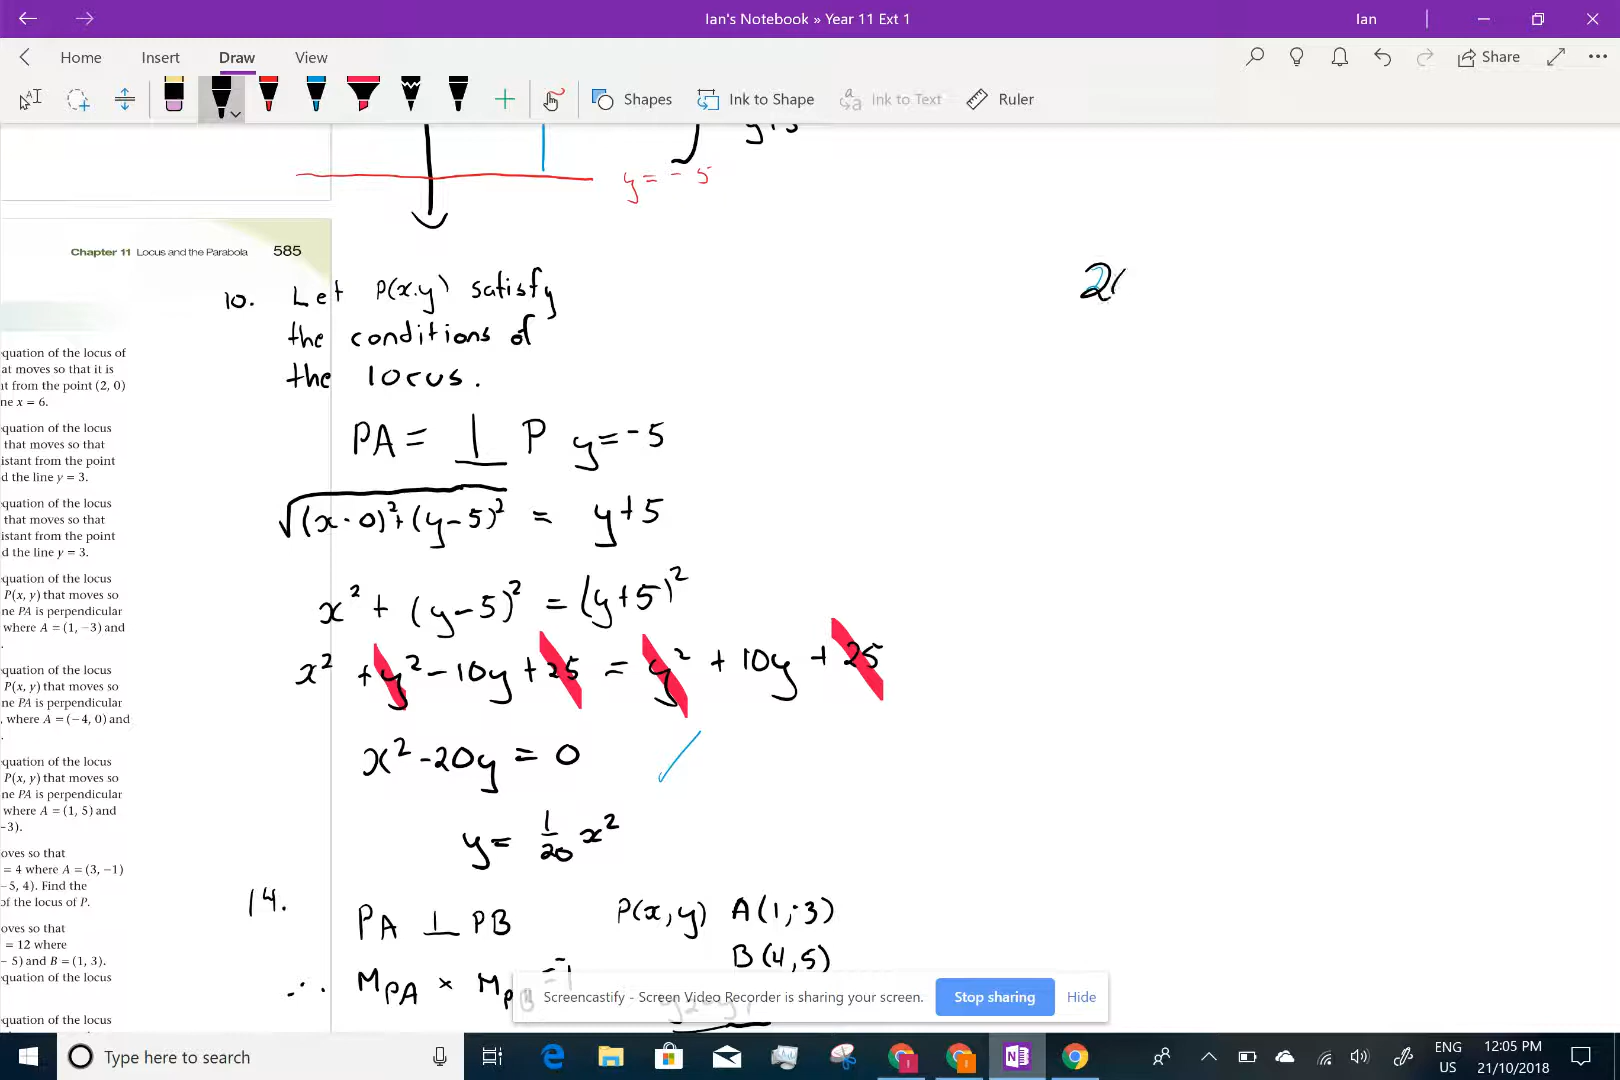 Ian's Notebook » Year 11 Ext 1
Ian
Home Insert Draw View
Share
Shapes Ink to Shape Ink to Text Ruler
y = -5
Chapter 11 Locus and the Parabola 585
quation of the locus of
at moves so that it is
nt from the point (2, 0)
ne x = 6.
quation of the locus
that moves so that
istant from the point
d the line y = 3.
quation of the locus
that moves so that
istant from the point
d the line y = 3.
quation of the locus
P(x, y) that moves so
ne PA is perpendicular
where A = (1, −3) and
.
quation of the locus
P(x, y) that moves so
ne PA is perpendicular
, where A = (−4, 0) and
.
quation of the locus
P(x, y) that moves so
ne PA is perpendicular
where A = (1, 5) and
−3).
oves so that
= 4 where A = (3, −1)
−5, 4). Find the
of the locus of P.
oves so that
= 12 where
− 5) and B = (1, 3).
quation of the locus
quation of the locus
10. Let P(x.y) satisfy
the conditions of
the locus.
PA = ⊥ P y = -5
√(x - 0)² + (y - 5)² = y + 5
x² + (y - 5)² = (y + 5)²
x² + y² - 10y + 25 = y² + 10y + 25
x² - 20y = 0
y = 1/20 x²
14. PA ⊥ PB P(x, y) A(1, -3)
B(4, 5)
∴ M_PA × M_PB = -1
2
Screencastify - Screen Video Recorder is sharing your screen. Stop sharing Hide
Type here to search
ENG
US
12:05 PM
21/10/2018